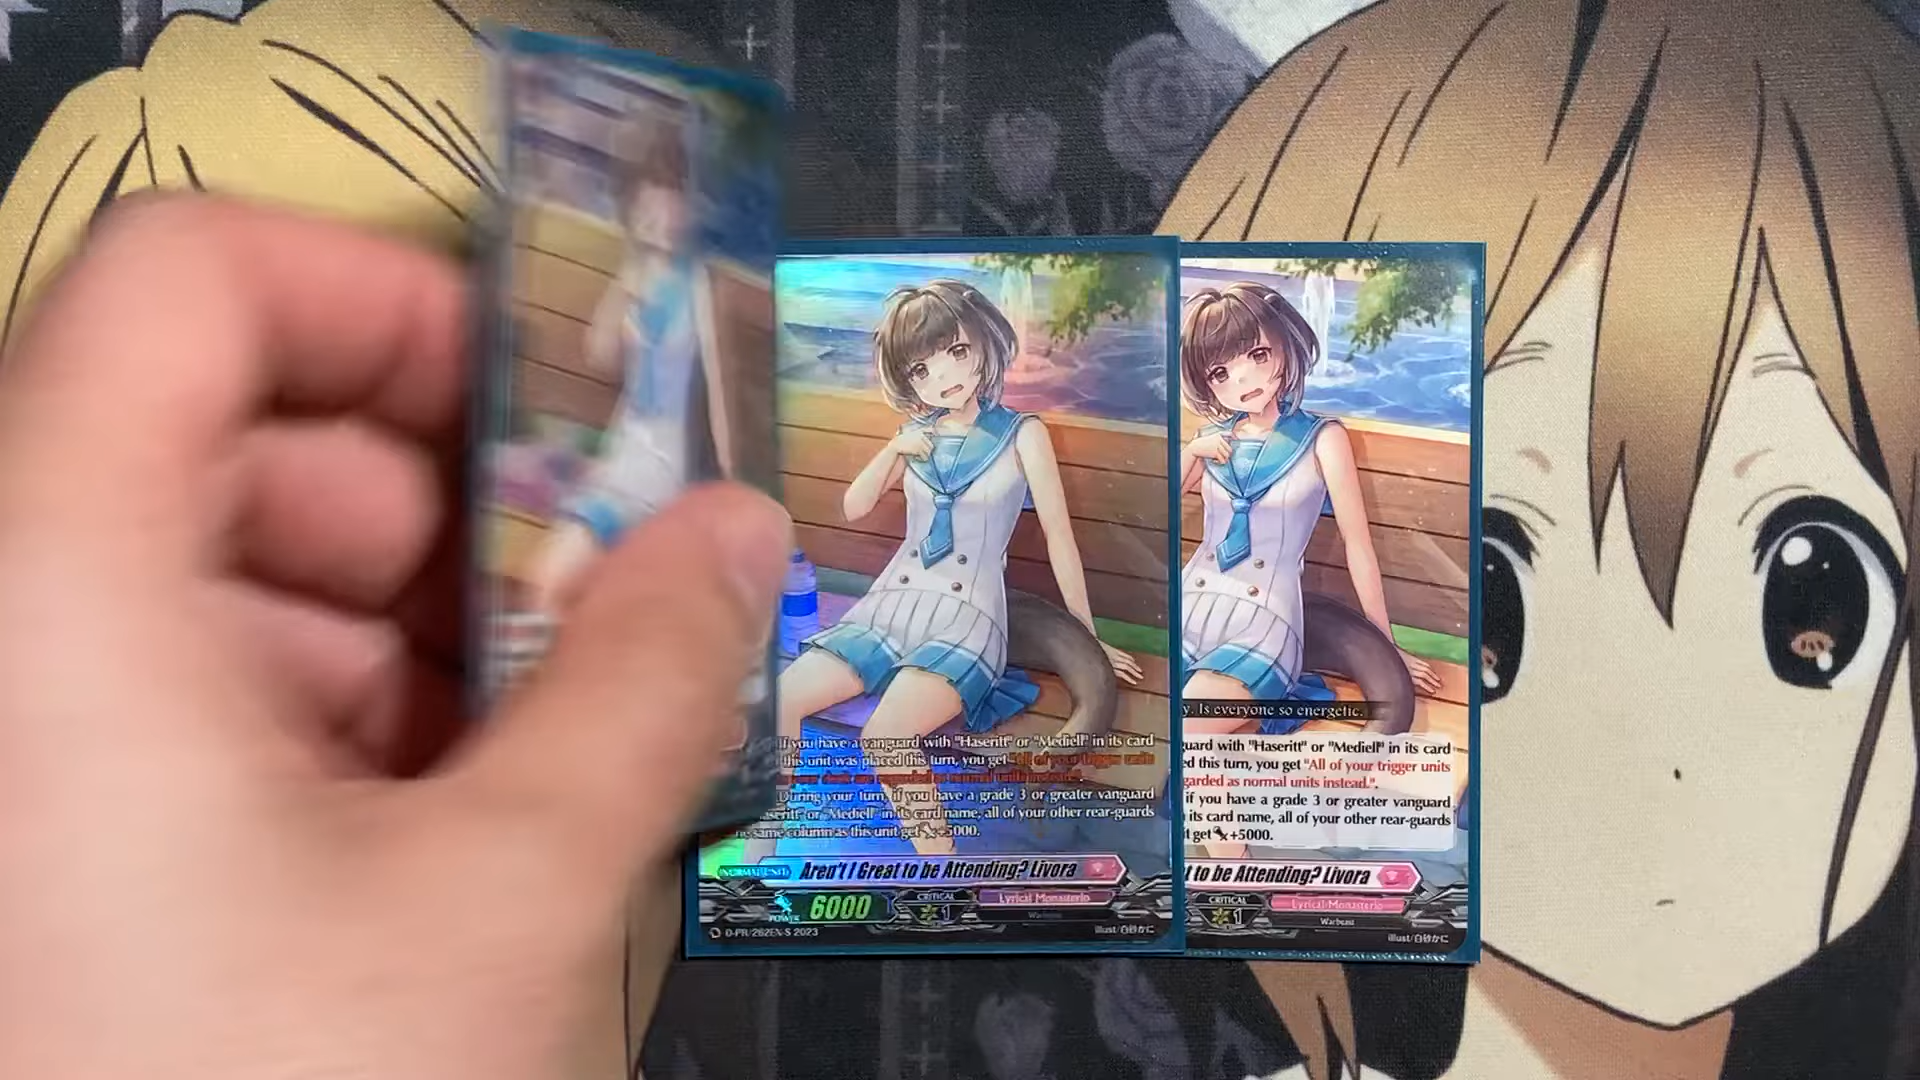 If you have a vanguard with "Haseritt" or "Mediell" in its card
this unit was placed this turn, you get "All of your trigger units
regarded as normal units instead."
During your turn, if you have a grade 3 or greater vanguard
"Haseritt" or "Mediell" in its card name, all of your other rear-guards
same column as this unit get +5000.
NORMAL UNIT Aren't I Great to be Attending? Livora
POWER 6000 CRITICAL 1 Lyrical Monasterio
Warbeast
D-PR/262EN-S 2023 illust/白砂かに
y. Is everyone so energetic.
guard with "Haseritt" or "Mediell" in its card
ed this turn, you get "All of your trigger units
garded as normal units instead.".
if you have a grade 3 or greater vanguard
its card name, all of your other rear-guards
it get +5000.
t to be Attending? Livora
CRITICAL 1 Lyrical Monasterio
Warbeast
illust/白砂かに